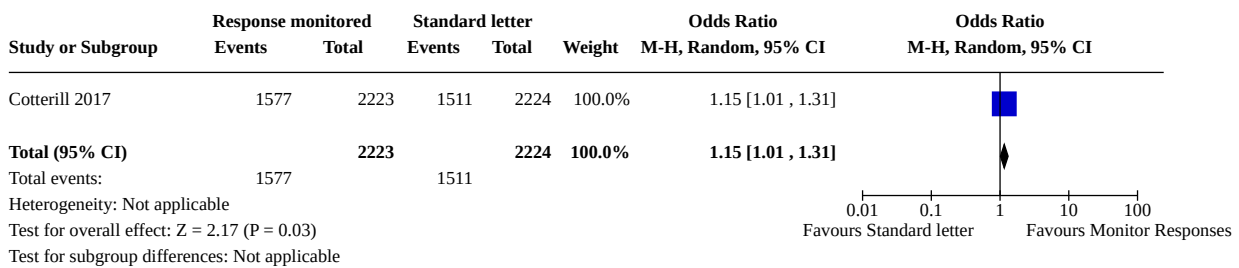 Response monitored Standard letter Odds Ratio Odds Ratio
Study or Subgroup Events Total Events Total Weight M-H, Random, 95% CI M-H, Random, 95% CI
Cotterill 2017 1577 2223 1511 2224 100.0% 1.15 [1.01 , 1.31]
Total (95% CI) 2223 2224 100.0% 1.15 [1.01 , 1.31]
Total events: 1577 1511
Heterogeneity: Not applicable
0.01 0.1 1 10 100
Test for overall effect: Z = 2.17 (P = 0.03)
Favours Standard letter Favours Monitor Responses
Test for subgroup differences: Not applicable